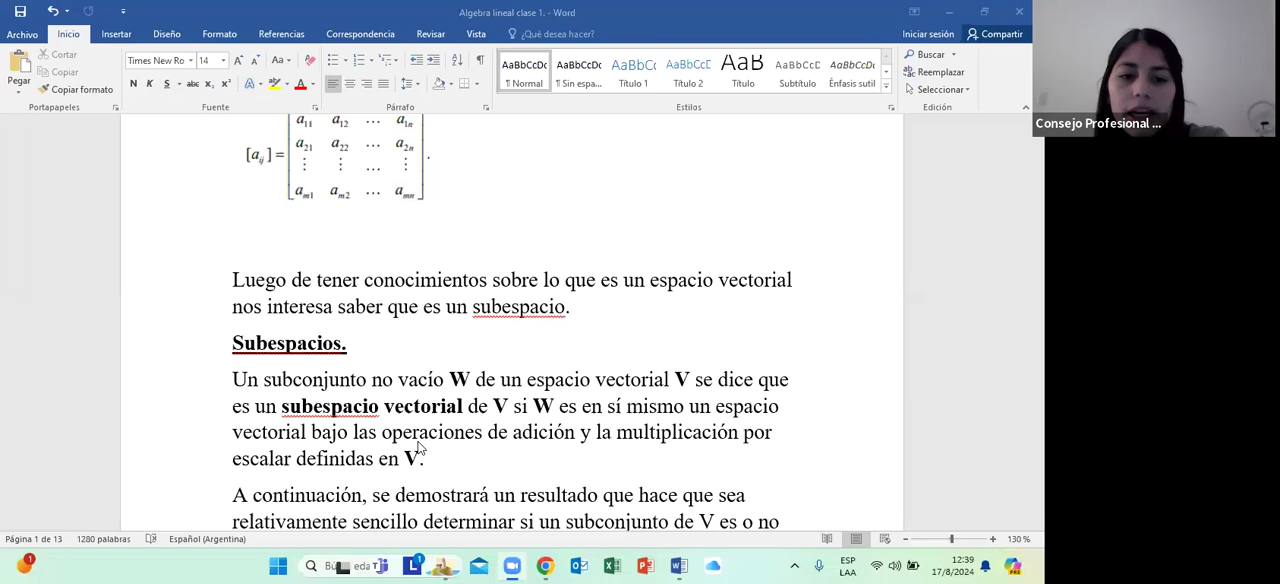 Algebra lineal clase 1. - Word
Archivo Inicio Insertar Diseño Formato Referencias Correspondencia Revisar Vista ¿Qué desea hacer? Iniciar sesión Compartir
Pegar
Cortar
Copiar
Copiar formato
Times New Ro 14
N K S abc x₂ x²
AaBbCcDc AaBbCcDc AaBbCc AaBbCcD AaB AaBbCcD AaBbCcDc
¶ Normal ¶ Sin espa... Título 1 Título 2 Título Subtítulo Énfasis sutil
Buscar
Reemplazar
Seleccionar
Portapapeles Fuente Párrafo Estilos Edición
Consejo Profesional ...
a11 a12 … a1n
[aij] = a21 a22 … a2n .
⋮ ⋮ … ⋮
am1 am2 … amn
Luego de tener conocimientos sobre lo que es un espacio vectorial
nos interesa saber que es un subespacio.
Subespacios.
Un subconjunto no vacío W de un espacio vectorial V se dice que
es un subespacio vectorial de V si W es en sí mismo un espacio
vectorial bajo las operaciones de adición y la multiplicación por
escalar definidas en V.
A continuación, se demostrará un resultado que hace que sea
relativamente sencillo determinar si un subconjunto de V es o no
Página 1 de 13 1280 palabras Español (Argentina) 130 %
ESP
LAA
12:39
17/8/2024